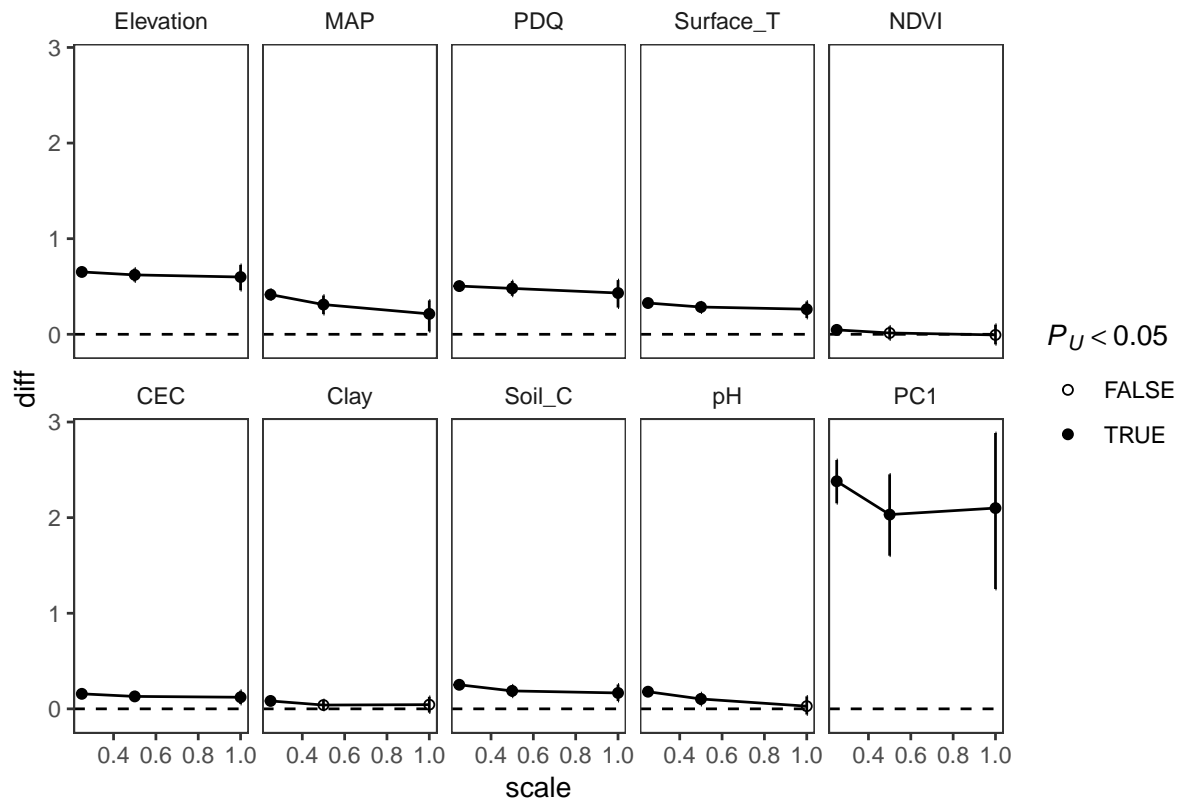 Elevation MAP PDQ Surface_T NDVI
3
2
1
0
CEC Clay Soil_C pH PC1
3
2
1
0
0.4 0.6 0.8 1.0 0.4 0.6 0.8 1.0 0.4 0.6 0.8 1.0 0.4 0.6 0.8 1.0 0.4 0.6 0.8 1.0
scale
diff
P_U < 0.05
FALSE
TRUE